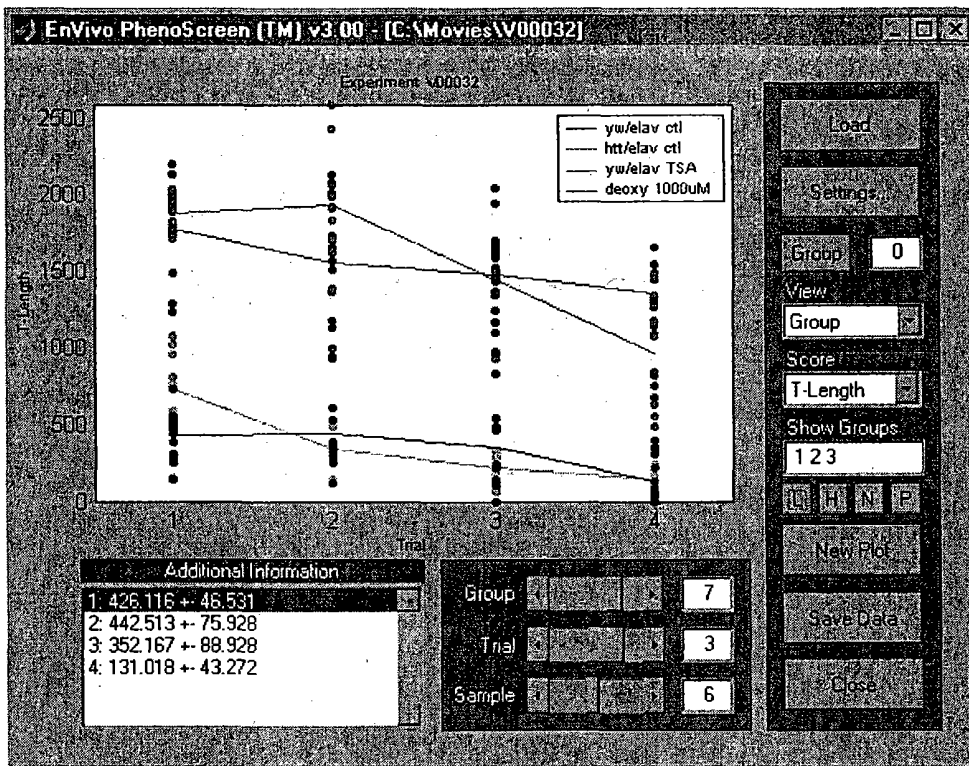 EnVivo PhenoScreen (TM) v3.00 - [C:\Movies\V00032]
Experiment V00032
2500
2000
1500
1000
500
0
T-Length
yw/elav ctl
htt/elav ctl
yw/elav TSA
deoxy 1000uM
1
2
3
4
Trial
Load
Settings...
Group
0
View
Group
Score
T-Length
Show Groups
1 2 3
L H N P
New Plot
Save Data
Close
Additional Information
1: 426.116 +- 46.531
2: 442.513 +- 75.928
3: 352.167 +- 88.928
4: 131.018 +- 43.272
Group
7
Trial
3
Sample
6